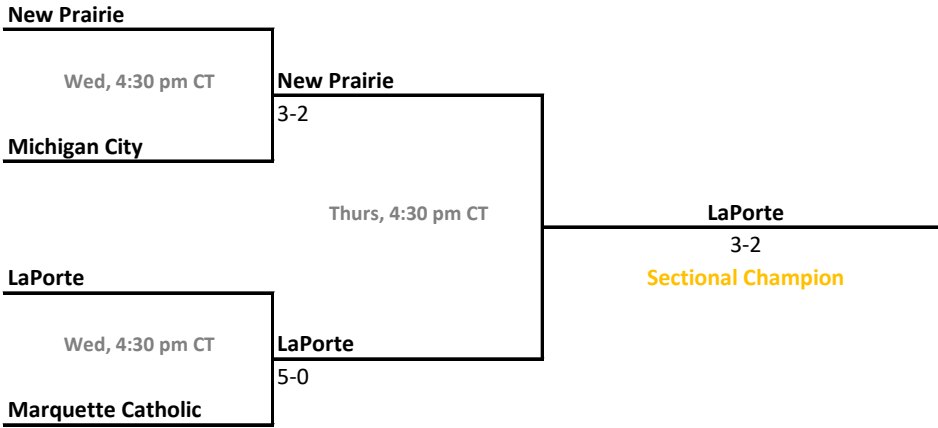 New Prairie
Wed, 4:30 pm CT
New Prairie
3-2
Michigan City
Thurs, 4:30 pm CT
LaPorte
3-2
Sectional Champion
LaPorte
Wed, 4:30 pm CT
LaPorte
5-0
Marquette Catholic